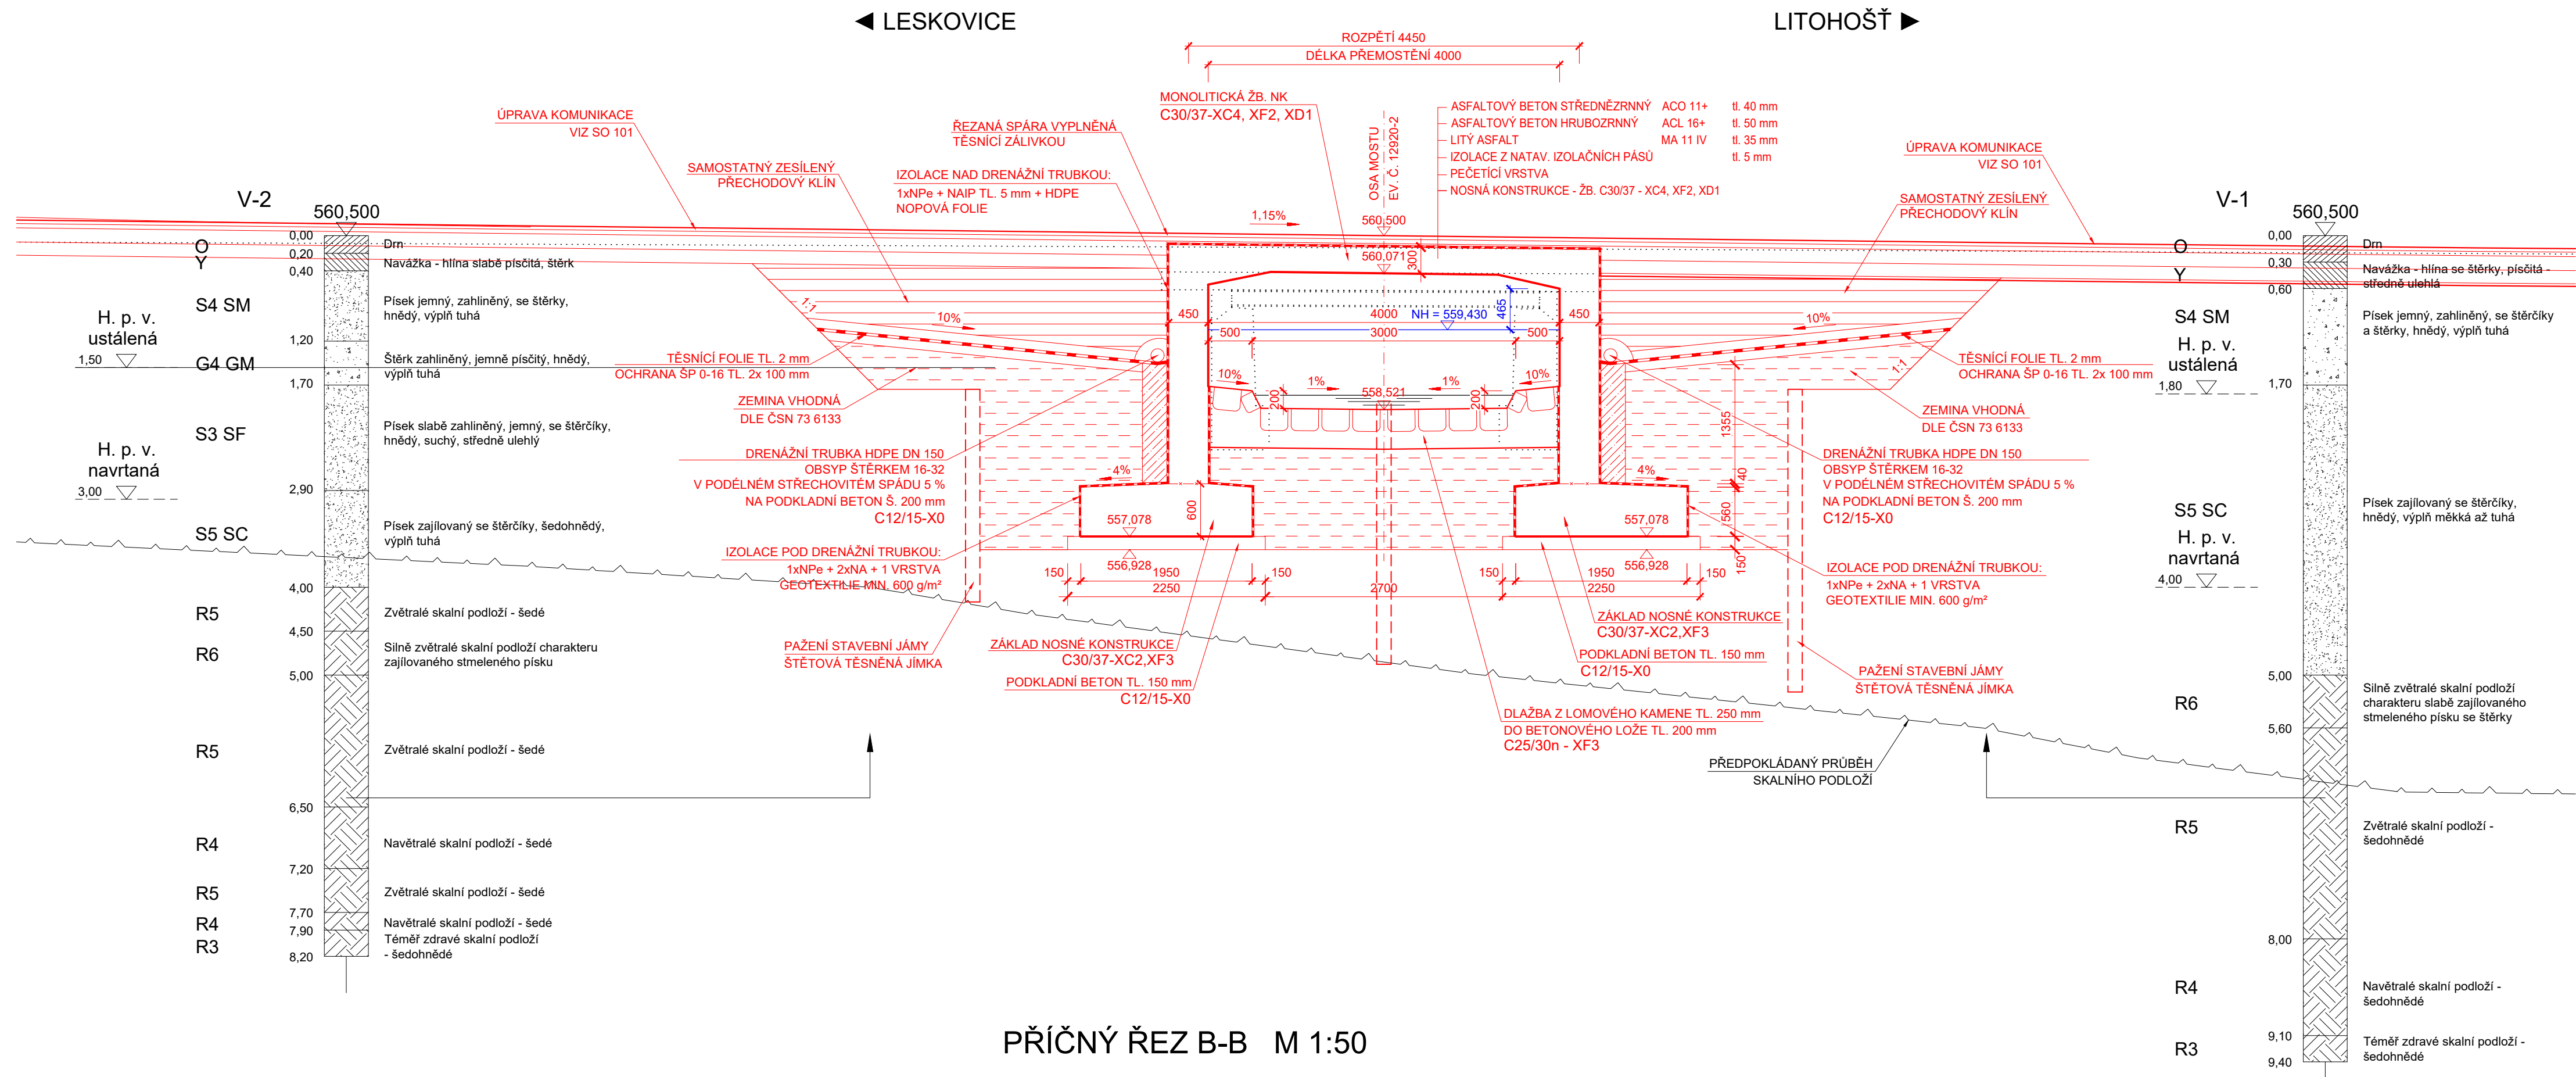 ◄ LESKOVICE
LITOHOŠŤ ►
ROZPĚTÍ 4450
DÉLKA PŘEMOSTĚNÍ 4000
MONOLITICKÁ ŽB. NK
C30/37-XC4, XF2, XD1
ASFALTOVÝ BETON STŘEDNĚZRNNÝ ACO 11+ tl. 40 mm
ASFALTOVÝ BETON HRUBOZRNNÝ ACL 16+ tl. 50 mm
LITÝ ASFALT MA 11 IV tl. 35 mm
IZOLACE Z NATAV. IZOLAČNÍCH PÁSŮ tl. 5 mm
PEČETÍCÍ VRSTVA
NOSNÁ KONSTRUKCE - ŽB. C30/37 - XC4, XF2, XD1
OSA MOSTU
EV. Č. 12920-2
ÚPRAVA KOMUNIKACE
VIZ SO 101
ŘEZANÁ SPÁRA VYPLNĚNÁ
TĚSNÍCÍ ZÁLIVKOU
SAMOSTATNÝ ZESÍLENÝ
PŘECHODOVÝ KLÍN
IZOLACE NAD DRENÁŽNÍ TRUBKOU:
1xNPe + NAIP TL. 5 mm + HDPE
NOPOVÁ FOLIE
ÚPRAVA KOMUNIKACE
VIZ SO 101
SAMOSTATNÝ ZESÍLENÝ
PŘECHODOVÝ KLÍN
1,15%
560,500
560,071
300
V-2
560,500
0,00
O
Drn
0,20
Y
Navážka - hlína slabě písčitá, štěrk
0,40
S4 SM
Písek jemný, zahliněný, se štěrky,
hnědý, výplň tuhá
H. p. v.
ustálená
1,50
1,20
G4 GM
Štěrk zahliněný, jemně písčitý, hnědý,
výplň tuhá
1,70
S3 SF
Písek slabě zahliněný, jemný, se štěrčíky,
hnědý, suchý, středně ulehlý
H. p. v.
navrtaná
3,00
2,90
S5 SC
Písek zajílovaný se štěrčíky, šedohnědý,
výplň tuhá
4,00
R5
Zvětralé skalní podloží - šedé
4,50
R6
Silně zvětralé skalní podloží charakteru
zajílovaného stmeleného písku
5,00
R5
Zvětralé skalní podloží - šedé
6,50
R4
Navětralé skalní podloží - šedé
7,20
R5
Zvětralé skalní podloží - šedé
7,70
R4
Navětralé skalní podloží - šedé
7,90
R3
Téměř zdravé skalní podloží
- šedohnědé
8,20
1:1
10%
TĚSNÍCÍ FOLIE TL. 2 mm
OCHRANA ŠP 0-16 TL. 2x 100 mm
ZEMINA VHODNÁ
DLE ČSN 73 6133
DRENÁŽNÍ TRUBKA HDPE DN 150
OBSYP ŠTĚRKEM 16-32
V PODÉLNÉM STŘECHOVITÉM SPÁDU 5 %
NA PODKLADNÍ BETON Š. 200 mm
C12/15-X0
IZOLACE POD DRENÁŽNÍ TRUBKOU:
1xNPe + 2xNA + 1 VRSTVA
GEOTEXTILIE MIN. 600 g/m²
PAŽENÍ STAVEBNÍ JÁMY
ŠTĚTOVÁ TĚSNĚNÁ JÍMKA
ZÁKLAD NOSNÉ KONSTRUKCE
C30/37-XC2,XF3
PODKLADNÍ BETON TL. 150 mm
C12/15-X0
450 4000 450
NH = 559,430
465
500 3000 500
10% 1% 1% 10%
200 558,521 200
4% 4%
600
557,078
556,928
557,078
556,928
150 1950 150 150 1950 150
2250 2700 2250
1355
40
560
150
10%
1:1
TĚSNÍCÍ FOLIE TL. 2 mm
OCHRANA ŠP 0-16 TL. 2x 100 mm
ZEMINA VHODNÁ
DLE ČSN 73 6133
DRENÁŽNÍ TRUBKA HDPE DN 150
OBSYP ŠTĚRKEM 16-32
V PODÉLNÉM STŘECHOVITÉM SPÁDU 5 %
NA PODKLADNÍ BETON Š. 200 mm
C12/15-X0
IZOLACE POD DRENÁŽNÍ TRUBKOU:
1xNPe + 2xNA + 1 VRSTVA
GEOTEXTILIE MIN. 600 g/m²
ZÁKLAD NOSNÉ KONSTRUKCE
C30/37-XC2,XF3
PODKLADNÍ BETON TL. 150 mm
C12/15-X0
PAŽENÍ STAVEBNÍ JÁMY
ŠTĚTOVÁ TĚSNĚNÁ JÍMKA
DLAŽBA Z LOMOVÉHO KAMENE TL. 250 mm
DO BETONOVÉHO LOŽE TL. 200 mm
C25/30n - XF3
PŘEDPOKLÁDANÝ PRŮBĚH
SKALNÍHO PODLOŽÍ
V-1
560,500
0,00
O
Drn
0,30
Y
Navážka - hlína se štěrky, písčitá -
středně ulehlá
0,60
S4 SM
Písek jemný, zahliněný, se štěrčíky
a štěrky, hnědý, výplň tuhá
H. p. v.
ustálená
1,80
1,70
S5 SC
Písek zajílovaný se štěrčíky,
hnědý, výplň měkká až tuhá
H. p. v.
navrtaná
4,00
5,00
R6
Silně zvětralé skalní podloží
charakteru slabě zajílovaného
stmeleného písku se štěrky
5,60
R5
Zvětralé skalní podloží -
šedohnědé
8,00
R4
Navětralé skalní podloží -
šedohnědé
9,10
R3
Téměř zdravé skalní podloží -
šedohnědé
9,40
PŘÍČNÝ ŘEZ B-B M 1:50